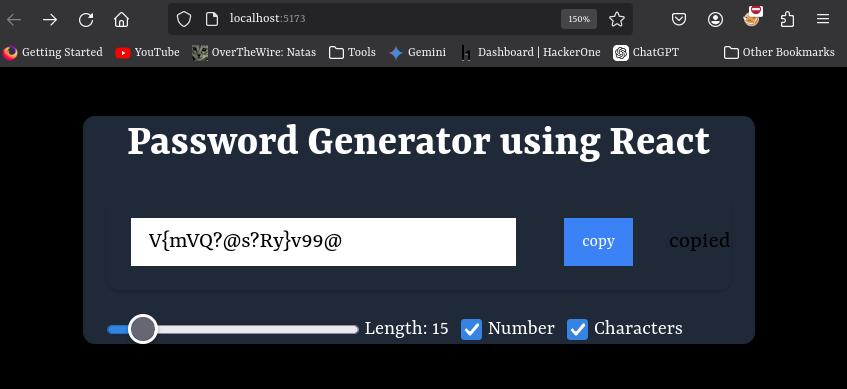 localhost:5173 150%
Getting Started YouTube OverTheWire: Natas Tools Gemini Dashboard | HackerOne ChatGPT Other Bookmarks
Password Generator using React
V{mVQ?@s?Ry}v99@ copy copied
Length: 15 Number Characters